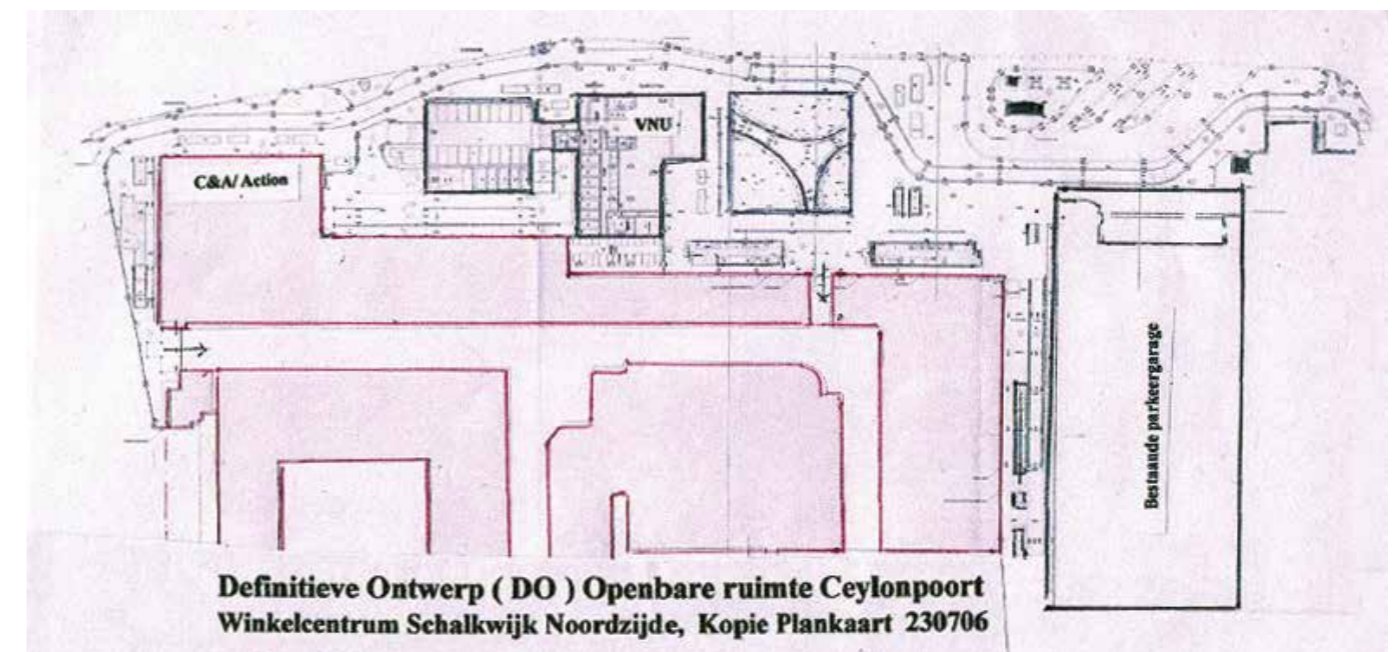 VNU
C&A/ Action
Bestaande parkeergarage
Definitieve Ontwerp ( DO ) Openbare ruimte Ceylonpoort
Winkelcentrum Schalkwijk Noordzijde, Kopie Plankaart 230706